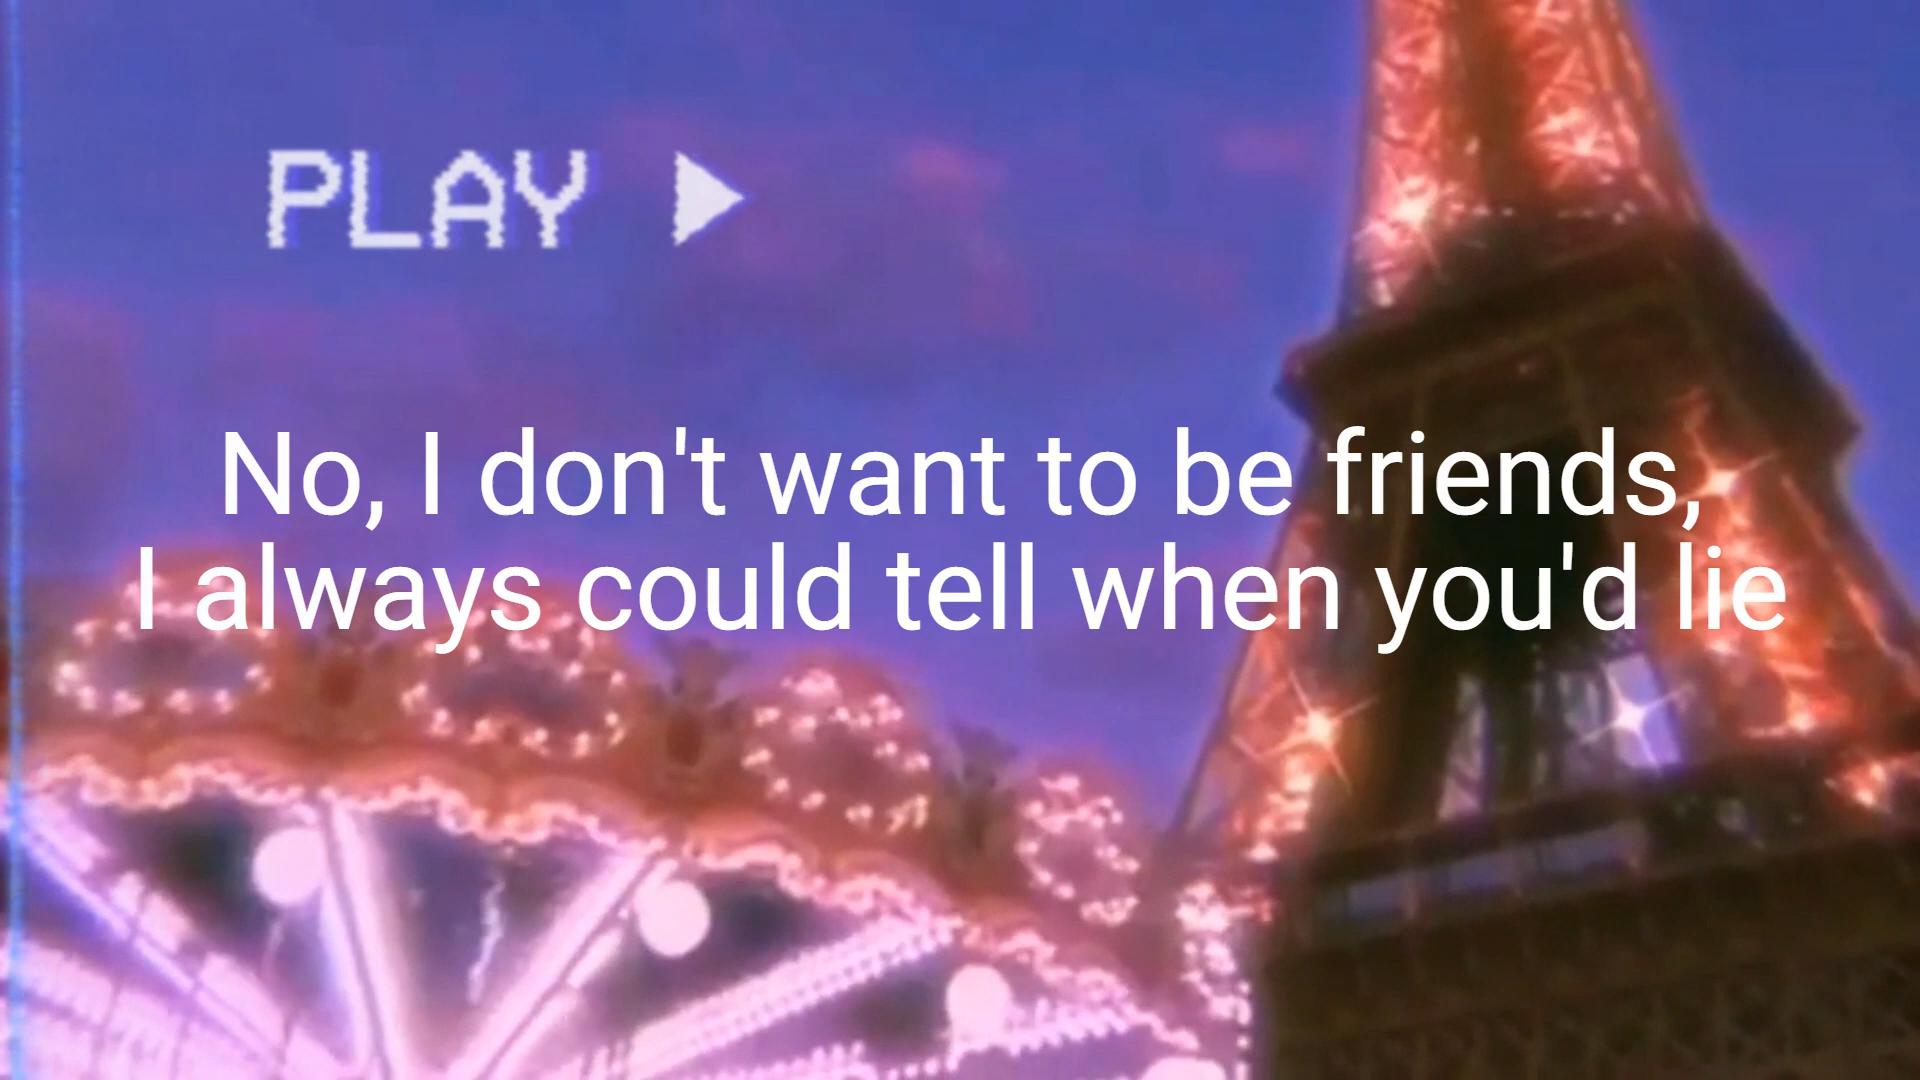 PLAY
No, I don't want to be friends,
I always could tell when you'd lie